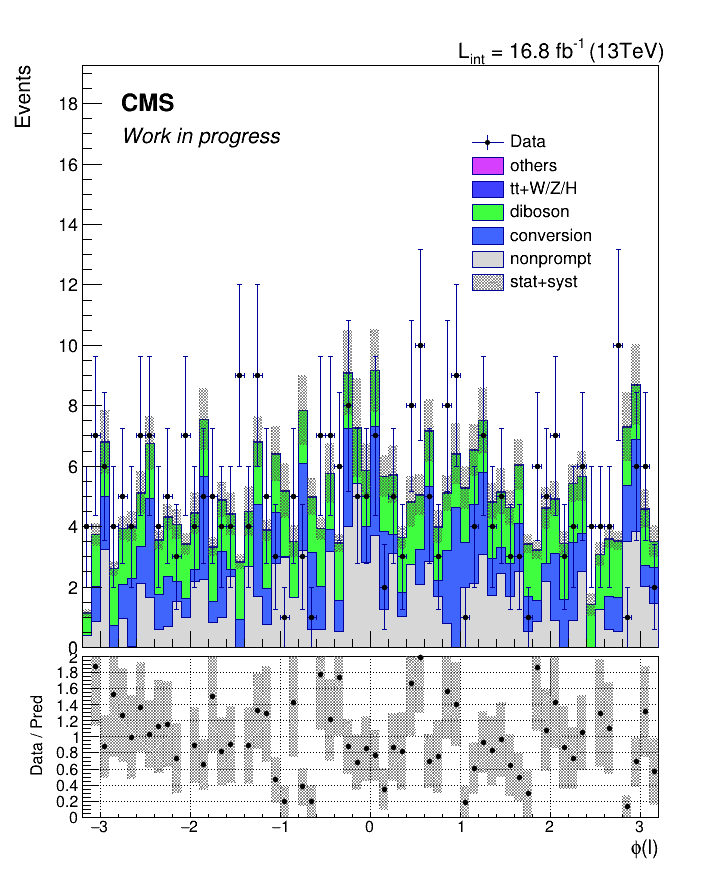 L_int = 16.8 fb^-1 (13TeV)
Events
CMS
Work in progress
Data
others
tt+W/Z/H
diboson
conversion
nonprompt
stat+syst
18
16
14
12
10
8
6
4
2
0
Data / Pred
2
1.8
1.6
1.4
1.2
1
0.8
0.6
0.4
0.2
0
−3 −2 −1 0 1 2 3
ϕ(l)